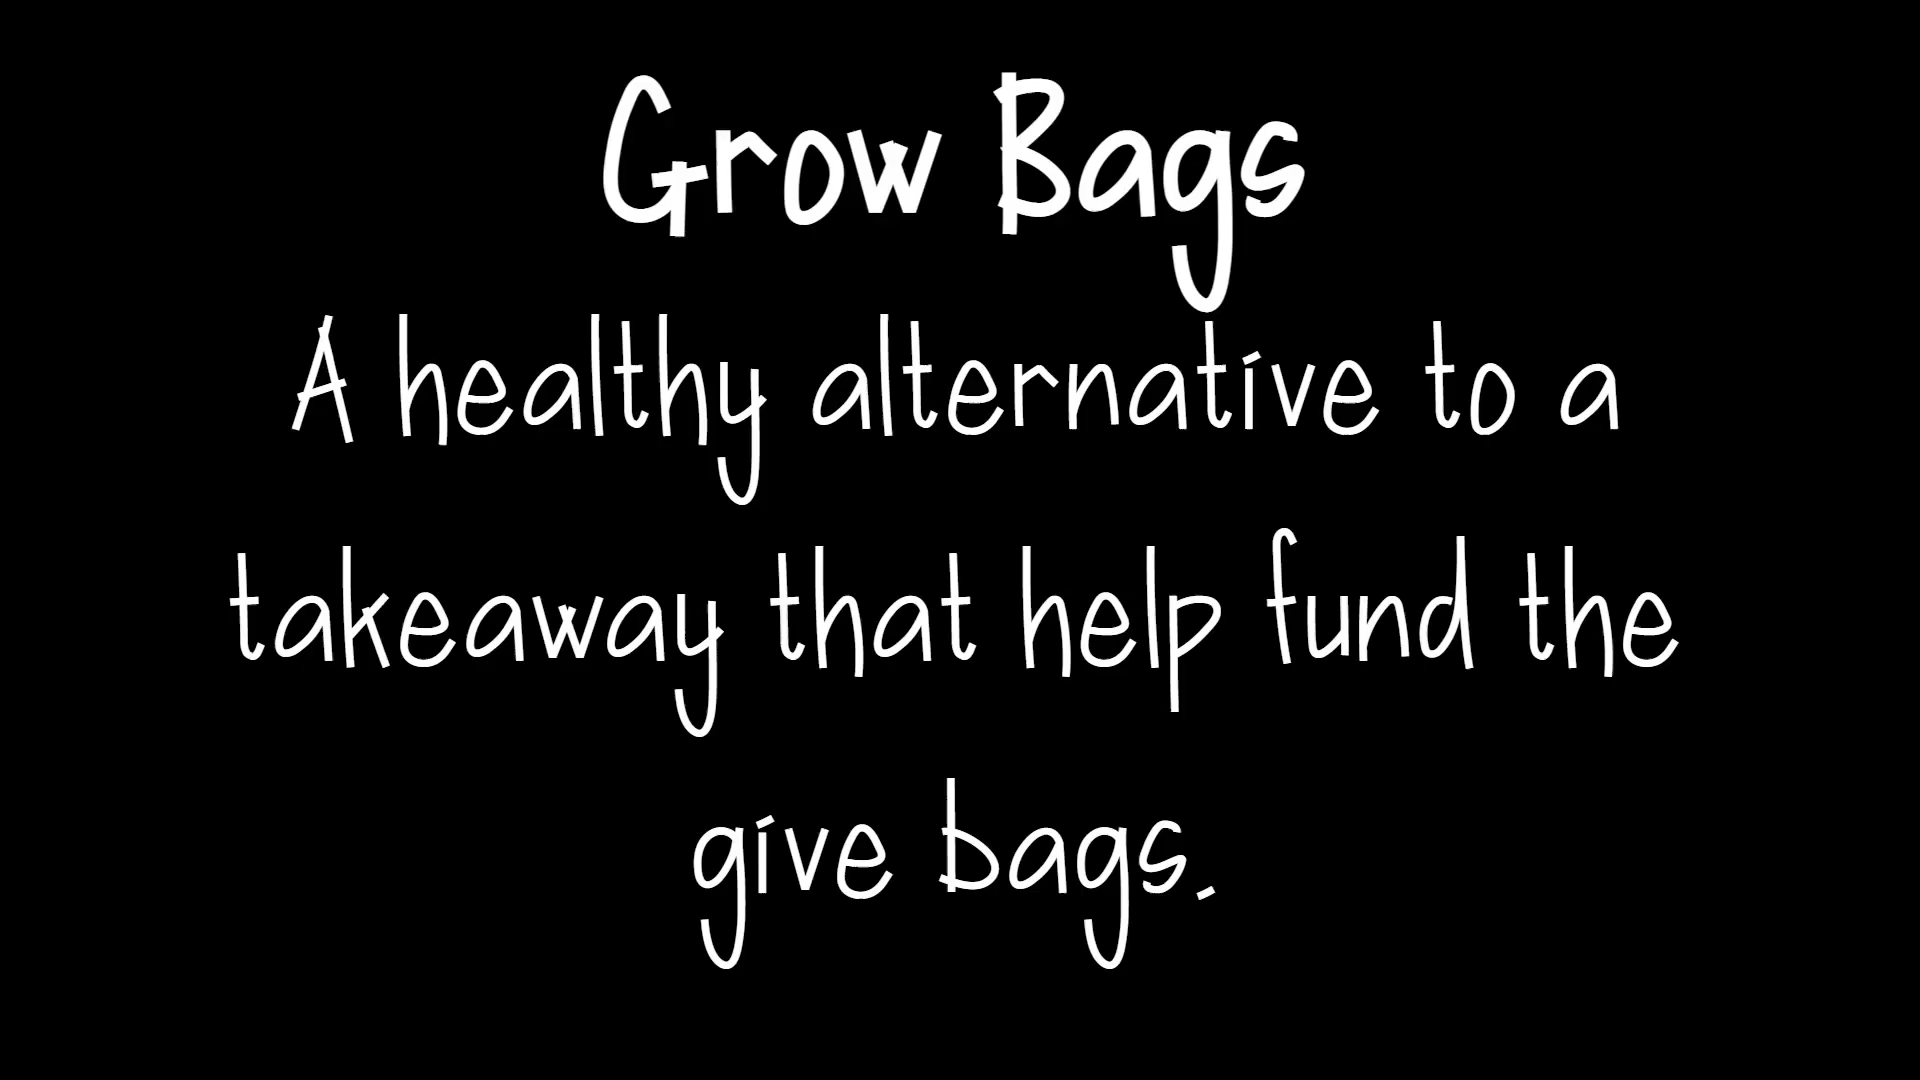 Grow Bags
A healthy alternative to a
takeaway that help fund the
give bags.